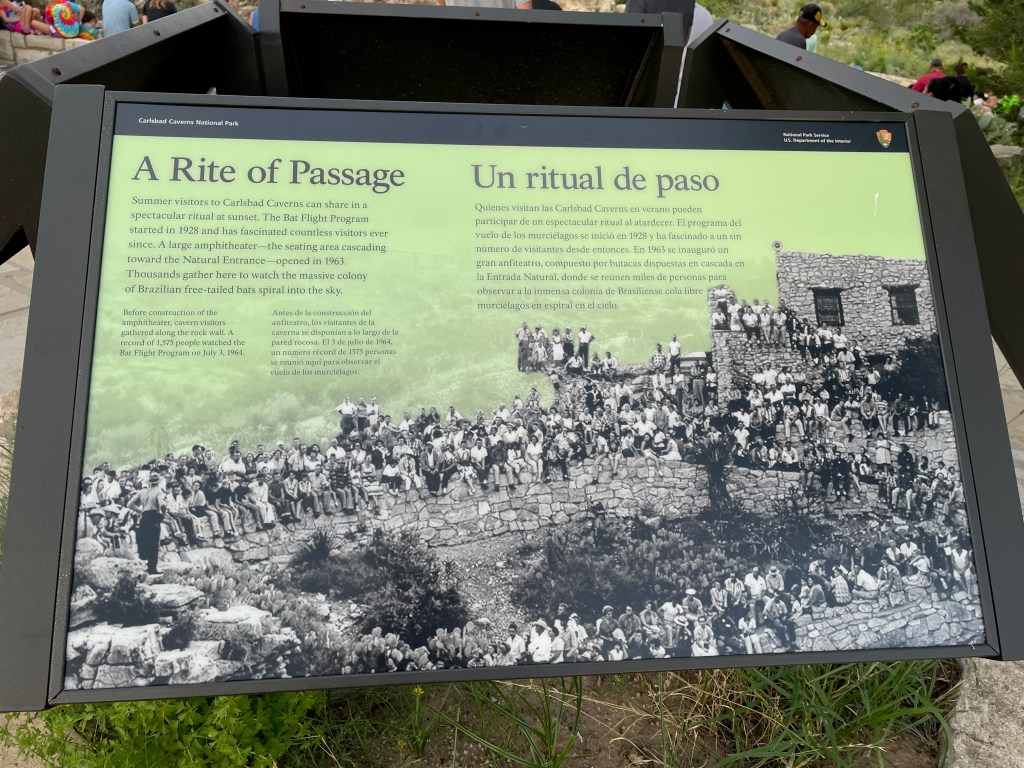 Carlsbad Caverns National Park
National Park Service
U.S. Department of the Interior
A Rite of Passage
Summer visitors to Carlsbad Caverns can share in a
spectacular ritual at sunset. The Bat Flight Program
started in 1928 and has fascinated countless visitors ever
since. A large amphitheater—the seating area cascading
toward the Natural Entrance—opened in 1963.
Thousands gather here to watch the massive colony
of Brazilian free-tailed bats spiral into the sky.
Before construction of the
amphitheater, cavern visitors
gathered along the rock wall. A
record of 1,575 people watched the
Bat Flight Program on July 3, 1964.
Un ritual de paso
Quienes visitan las Carlsbad Caverns en verano pueden
participar de un espectacular ritual al atardecer. El programa del
vuelo de los murciélagos se inició en 1928 y ha fascinado a un sin
número de visitantes desde entonces. En 1963 se inauguró un
gran anfiteatro, compuesto por butacas dispuestas en cascada en
la Entrada Natural, donde se reúnen miles de personas para
observar a la inmensa colonia de Brasiliense cola libre
murciélagos en espiral en el cielo.
Antes de la construcción del
anfiteatro, los visitantes de la
caverna se disponían a lo largo de la
pared rocosa. El 3 de julio de 1964,
un número récord de 1575 personas
se reunió aquí para observar el
vuelo de los murciélagos.